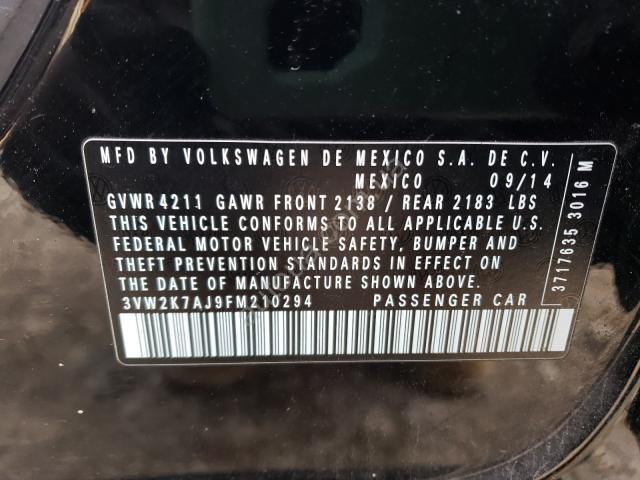 MFD BY VOLKSWAGEN DE MEXICO S.A. DE C.V.
MEXICO 09/14
GVWR 4211 GAWR FRONT 2138 / REAR 2183 LBS
THIS VEHICLE CONFORMS TO ALL APPLICABLE U.S.
FEDERAL MOTOR VEHICLE SAFETY, BUMPER AND
THEFT PREVENTION STANDARDS IN EFFECT ON
THE DATE OF MANUFACTURE SHOWN ABOVE.
3VW2K7AJ9FM210294 PASSENGER CAR
3717635 3016 M